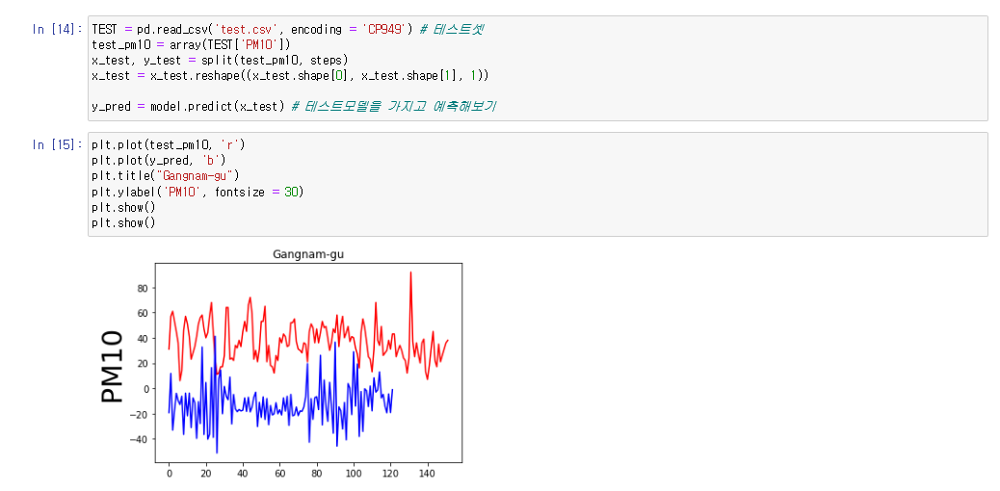 In [14]: TEST = pd.read_csv('test.csv', encoding = 'CP949') # 테스트셋
test_pm10 = array(TEST['PM10'])
x_test, y_test = split(test_pm10, steps)
x_test = x_test.reshape((x_test.shape[0], x_test.shape[1], 1))
y_pred = model.predict(x_test) # 테스트모델을 가지고 예측해보기
In [15]: plt.plot(test_pm10, 'r')
plt.plot(y_pred, 'b')
plt.title("Gangnam-gu")
plt.ylabel('PM10', fontsize = 30)
plt.show()
plt.show()
Gangnam-gu
PM10
80
60
40
20
0
−20
−40
0 20 40 60 80 100 120 140